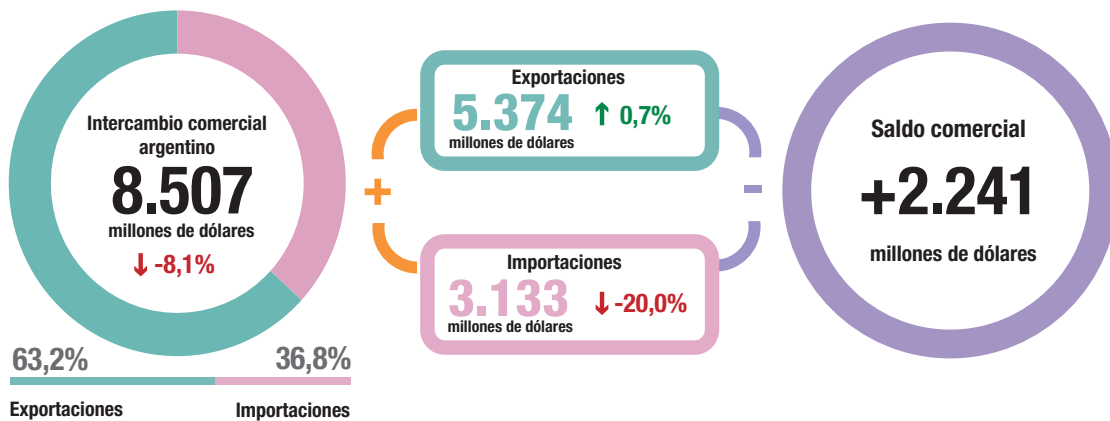 Intercambio comercial
argentino
8.507
millones de dólares
↓ -8,1%
63,2%
36,8%
Exportaciones
Importaciones
+
Exportaciones
5.374
↑ 0,7%
millones de dólares
Importaciones
3.133
↓ -20,0%
millones de dólares
-
Saldo comercial
+2.241
millones de dólares